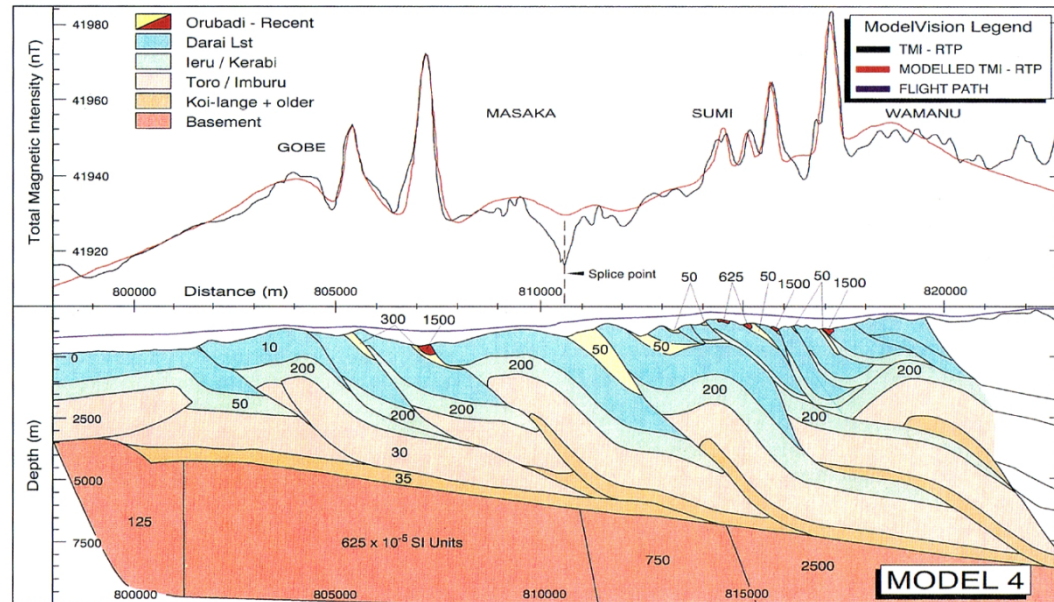 Total Magnetic Intensity (nT)
41980
41960
41940
41920
Orubadi - Recent
Darai Lst
Ieru / Kerabi
Toro / Imburu
Koi-Iange + older
Basement
GOBE
MASAKA
SUMI
WAMANU
ModelVision Legend
TMI - RTP
MODELLED TMI - RTP
FLIGHT PATH
Splice point
800000
Distance (m)
805000
810000
820000
50
625
50
1500
50
1500
300
1500
Depth (m)
0
2500
5000
7500
10
200
50
200
200
200
50
50
200
200
200
30
35
125
625 x 10⁻⁵ SI Units
750
2500
MODEL 4
800000
805000
810000
815000